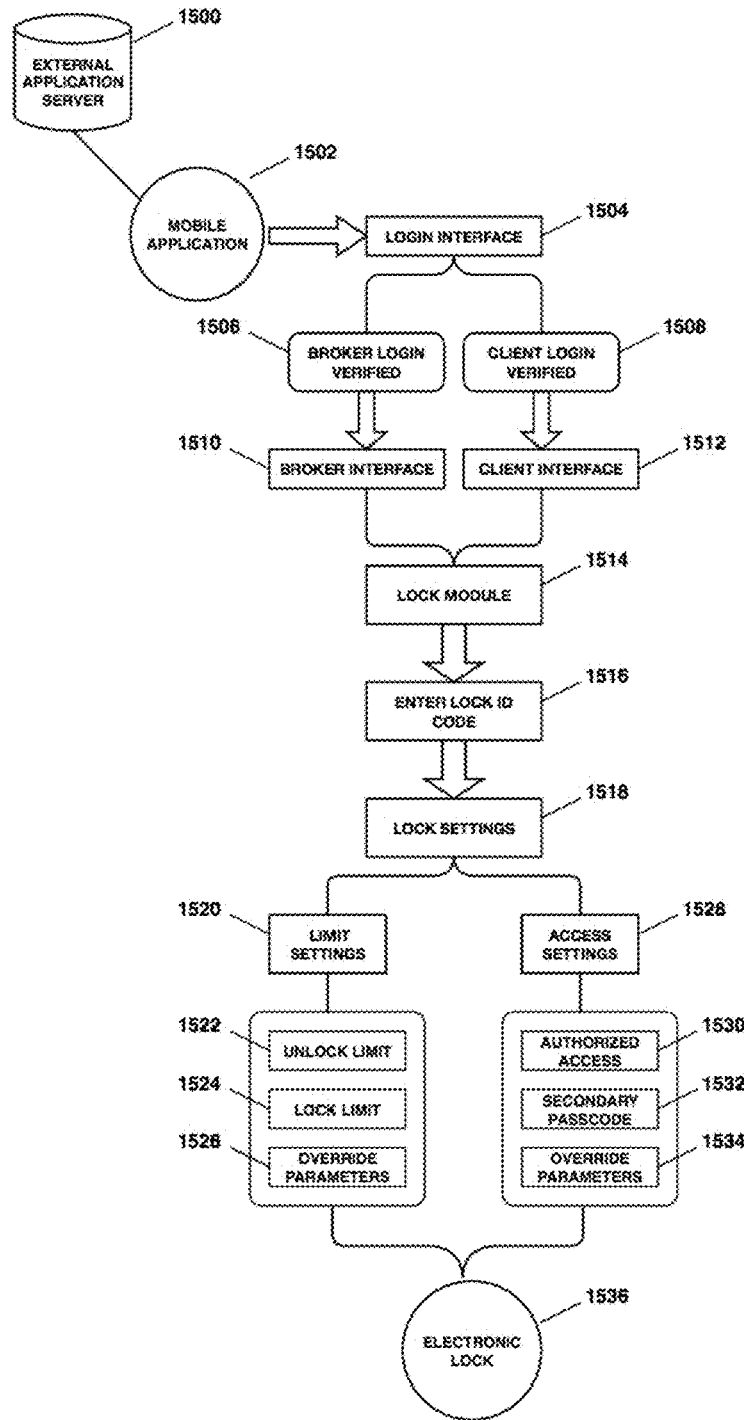 1500
EXTERNAL
APPLICATION
SERVER
1502
MOBILE
APPLICATION
1504
LOGIN INTERFACE
1506
BROKER LOGIN
VERIFIED
1508
CLIENT LOGIN
VERIFIED
1510
BROKER INTERFACE
1512
CLIENT INTERFACE
1514
LOCK MODULE
1516
ENTER LOCK ID
CODE
1518
LOCK SETTINGS
1520
LIMIT
SETTINGS
1528
ACCESS
SETTINGS
1522
UNLOCK LIMIT
1524
LOCK LIMIT
1526
OVERRIDE
PARAMETERS
1530
AUTHORIZED
ACCESS
1532
SECONDARY
PASSCODE
1534
OVERRIDE
PARAMETERS
1536
ELECTRONIC
LOCK